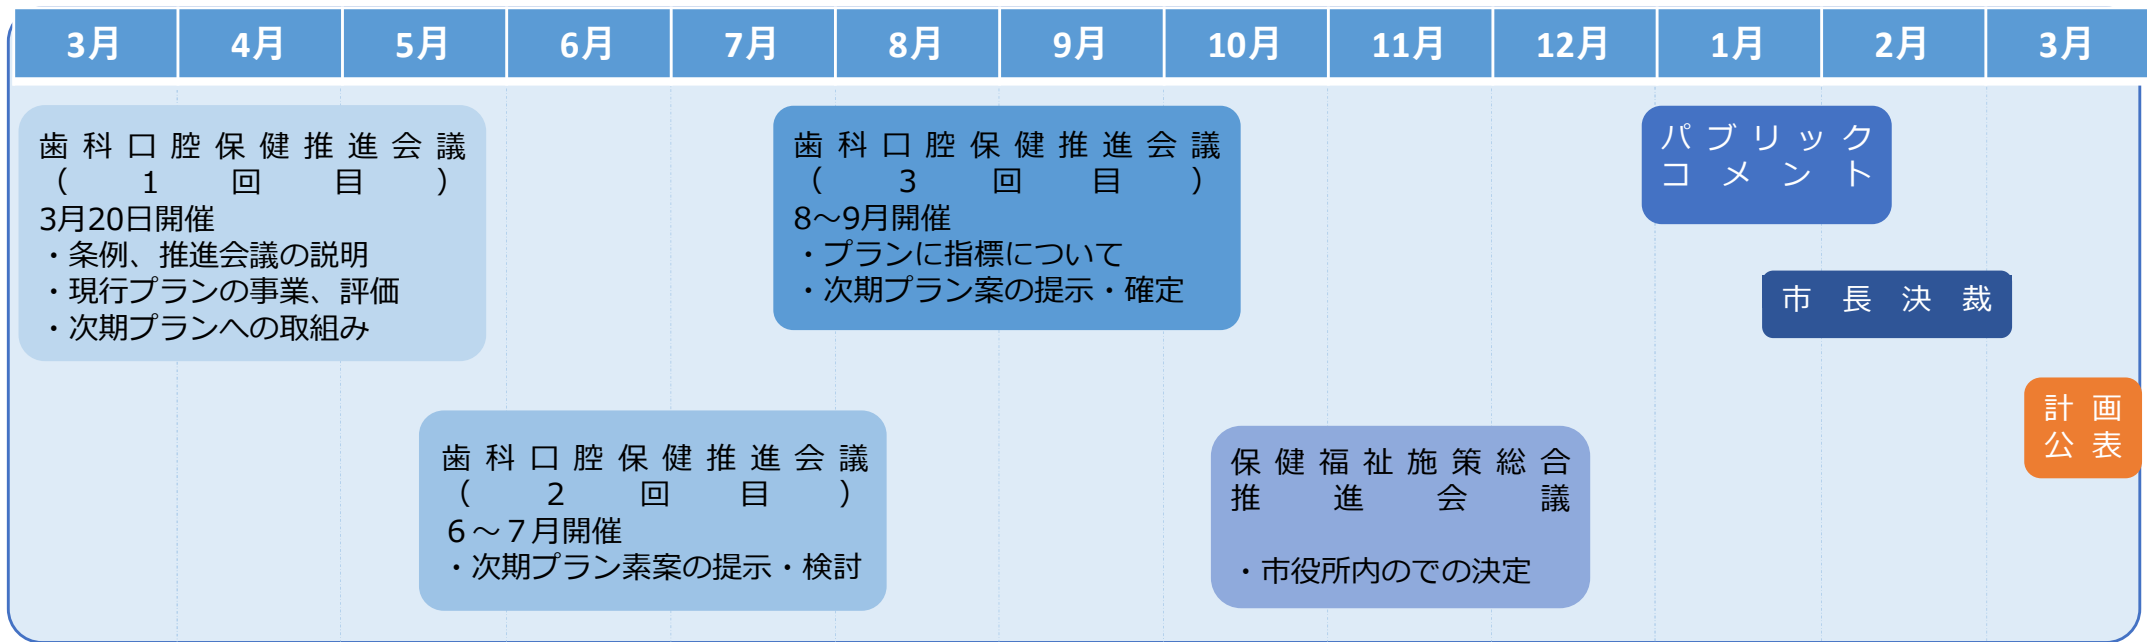 3月 4月 5月 6月 7月 8月 9月 10月 11月 12月 1月 2月 3月
歯科口腔保健推進会議
（1回目）
3月20日開催
・条例、推進会議の説明
・現行プランの事業、評価
・次期プランへの取組み
歯科口腔保健推進会議
（2回目）
６～７月開催
・次期プラン素案の提示・検討
歯科口腔保健推進会議
（3回目）
8～9月開催
・プランに指標について
・次期プラン案の提示・確定
保健福祉施策総合
推進会議
・市役所内のでの決定
パブリック
コメント
市長決裁
計画
公表